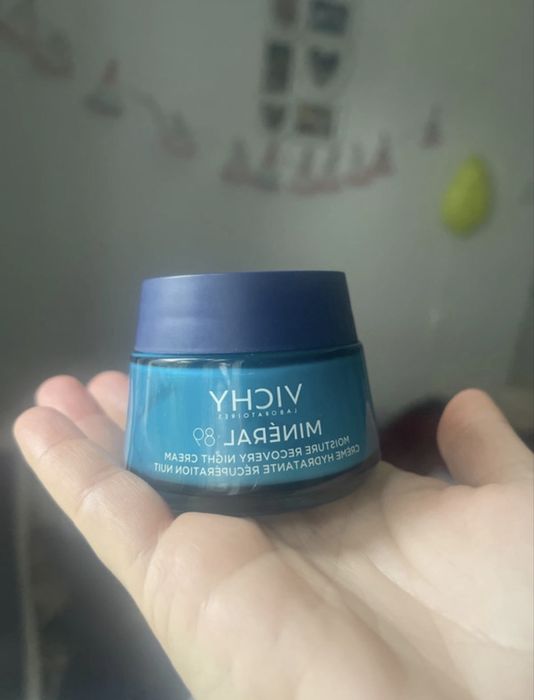 VICHY
LABORATOIRES
MINÉRAL 89
MOISTURE RECOVERY NIGHT CREAM
CRÈME HYDRATANTE RÉCUPÉRATION NUIT